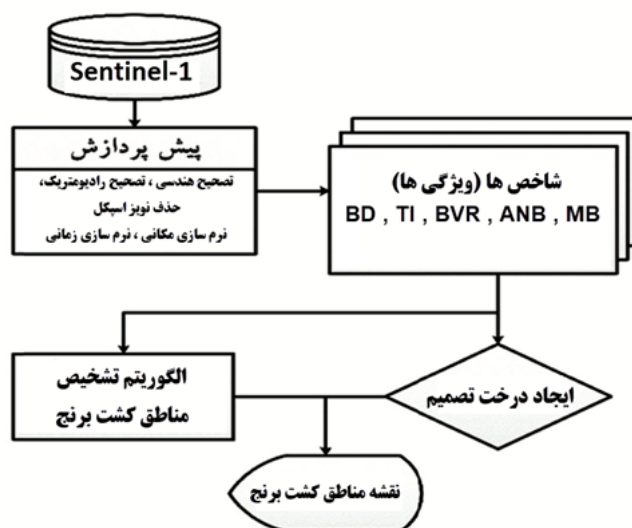 Sentinel-1
پیش پردازش
تصحیح هندسی ، تصحیح رادیومتریک،
حذف نویز اسپکل
نرم سازی مکانی ، نرم سازی زمانی
شاخص ها (ویژگی ها)
BD , TI , BVR , ANB , MB
الگوریتم تشخیص
مناطق کشت برنج
ایجاد درخت تصمیم
نقشه مناطق کشت برنج